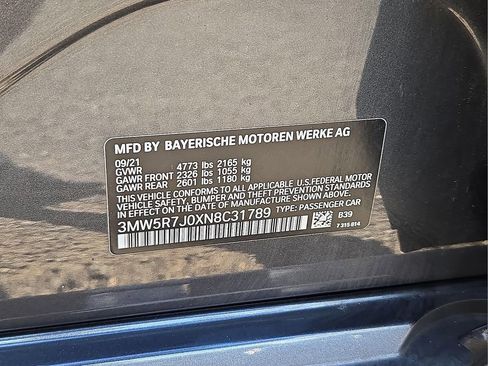 MFD BY BAYERISCHE MOTOREN WERKE AG
09/21
GVWR 4773 lbs 2165 kg
GAWR FRONT 2326 lbs 1055 kg
GAWR REAR 2601 lbs 1180 kg
THIS VEHICLE CONFORMS TO ALL APPLICABLE U.S. FEDERAL MOTOR
VEHICLE SAFETY, BUMPER AND THEFT PREVENTION STANDARDS
IN EFFECT ON THE DATE OF MANUFACTURE SHOWN ABOVE.
3MW5R7J0XN8C31789 TYPE: PASSENGER CAR
B39
7 315 814